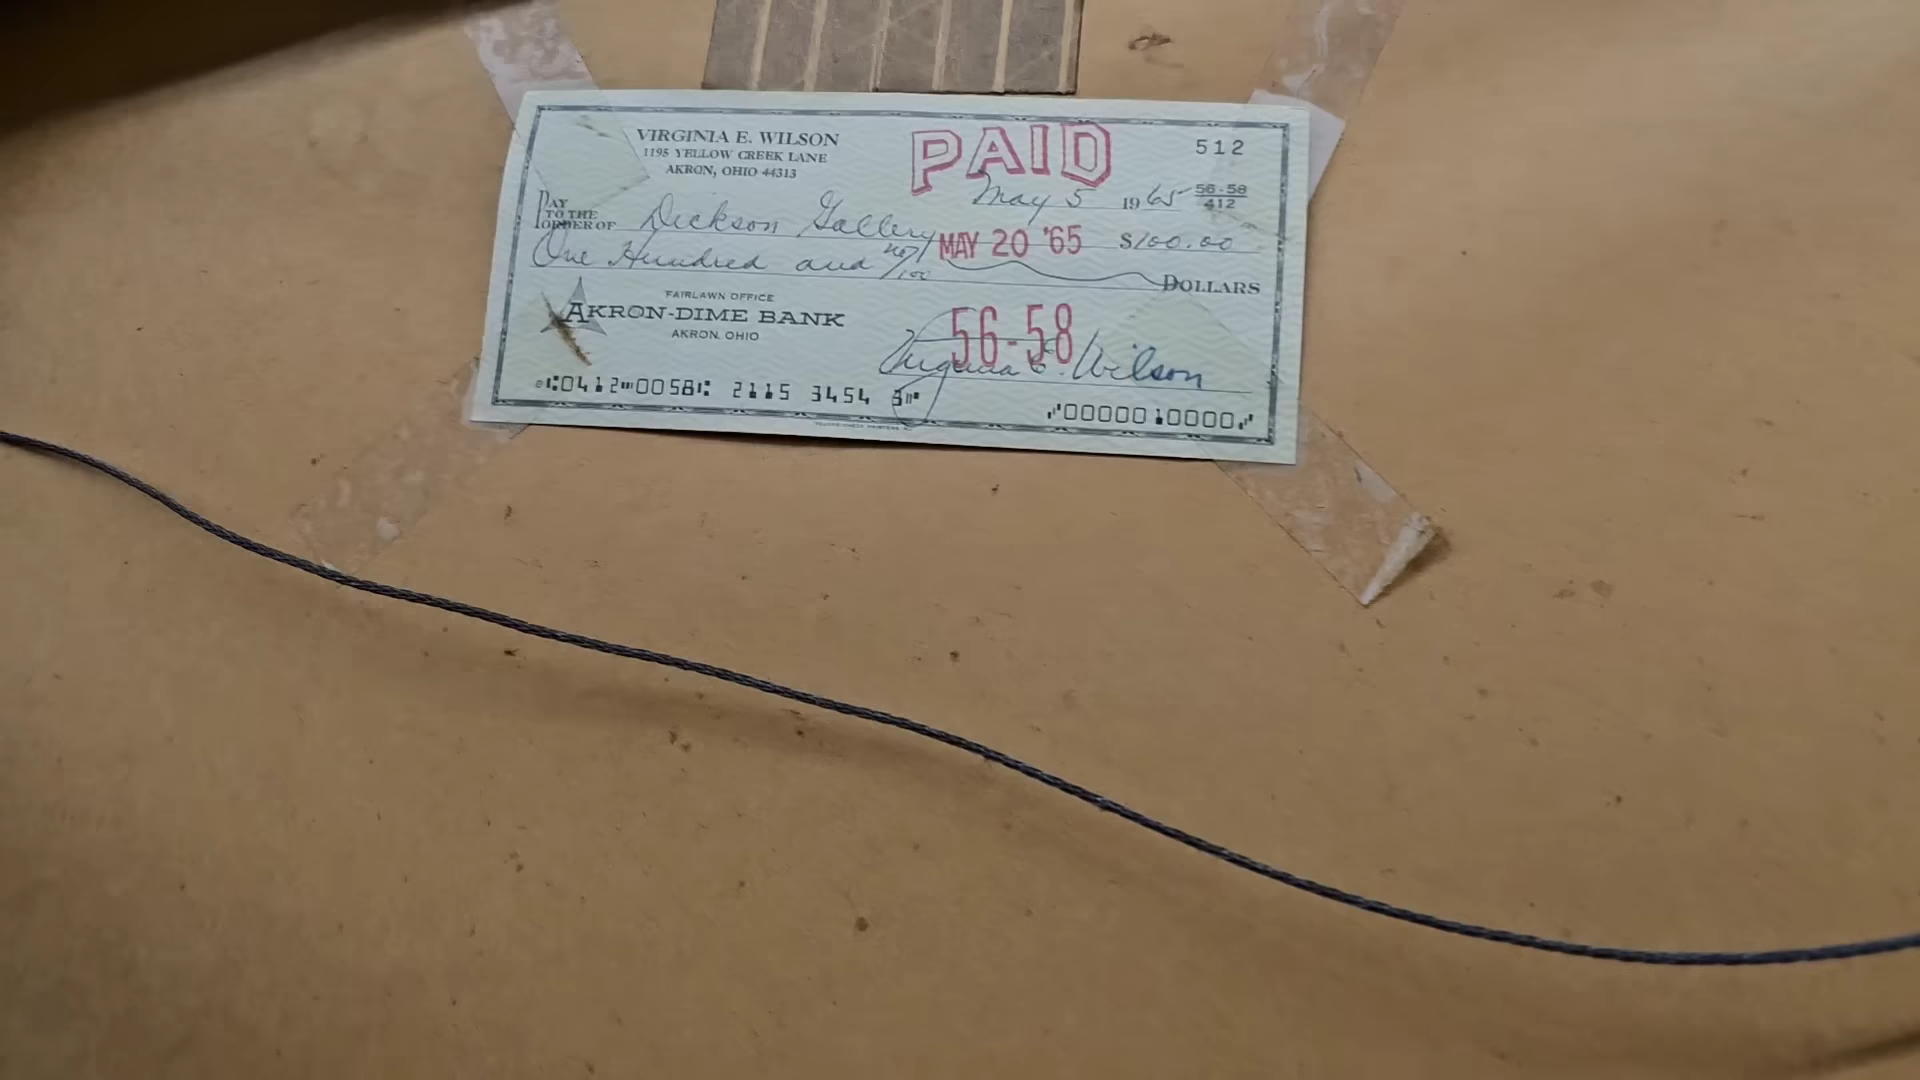 VIRGINIA E. WILSON
1195 YELLOW CREEK LANE
AKRON, OHIO 44313
PAID
512
May 5 1965
56-58
412
PAY
TO THE
ORDER OF Dickson Gallery
MAY 20 '65
$100.00
One Hundred and no/100 DOLLARS
FAIRLAWN OFFICE
AKRON-DIME BANK
AKRON, OHIO
56-58
Virginia E. Wilson
⑆0412⑉0058⑆ 2115 3454 3⑈
⑇0000010000⑇